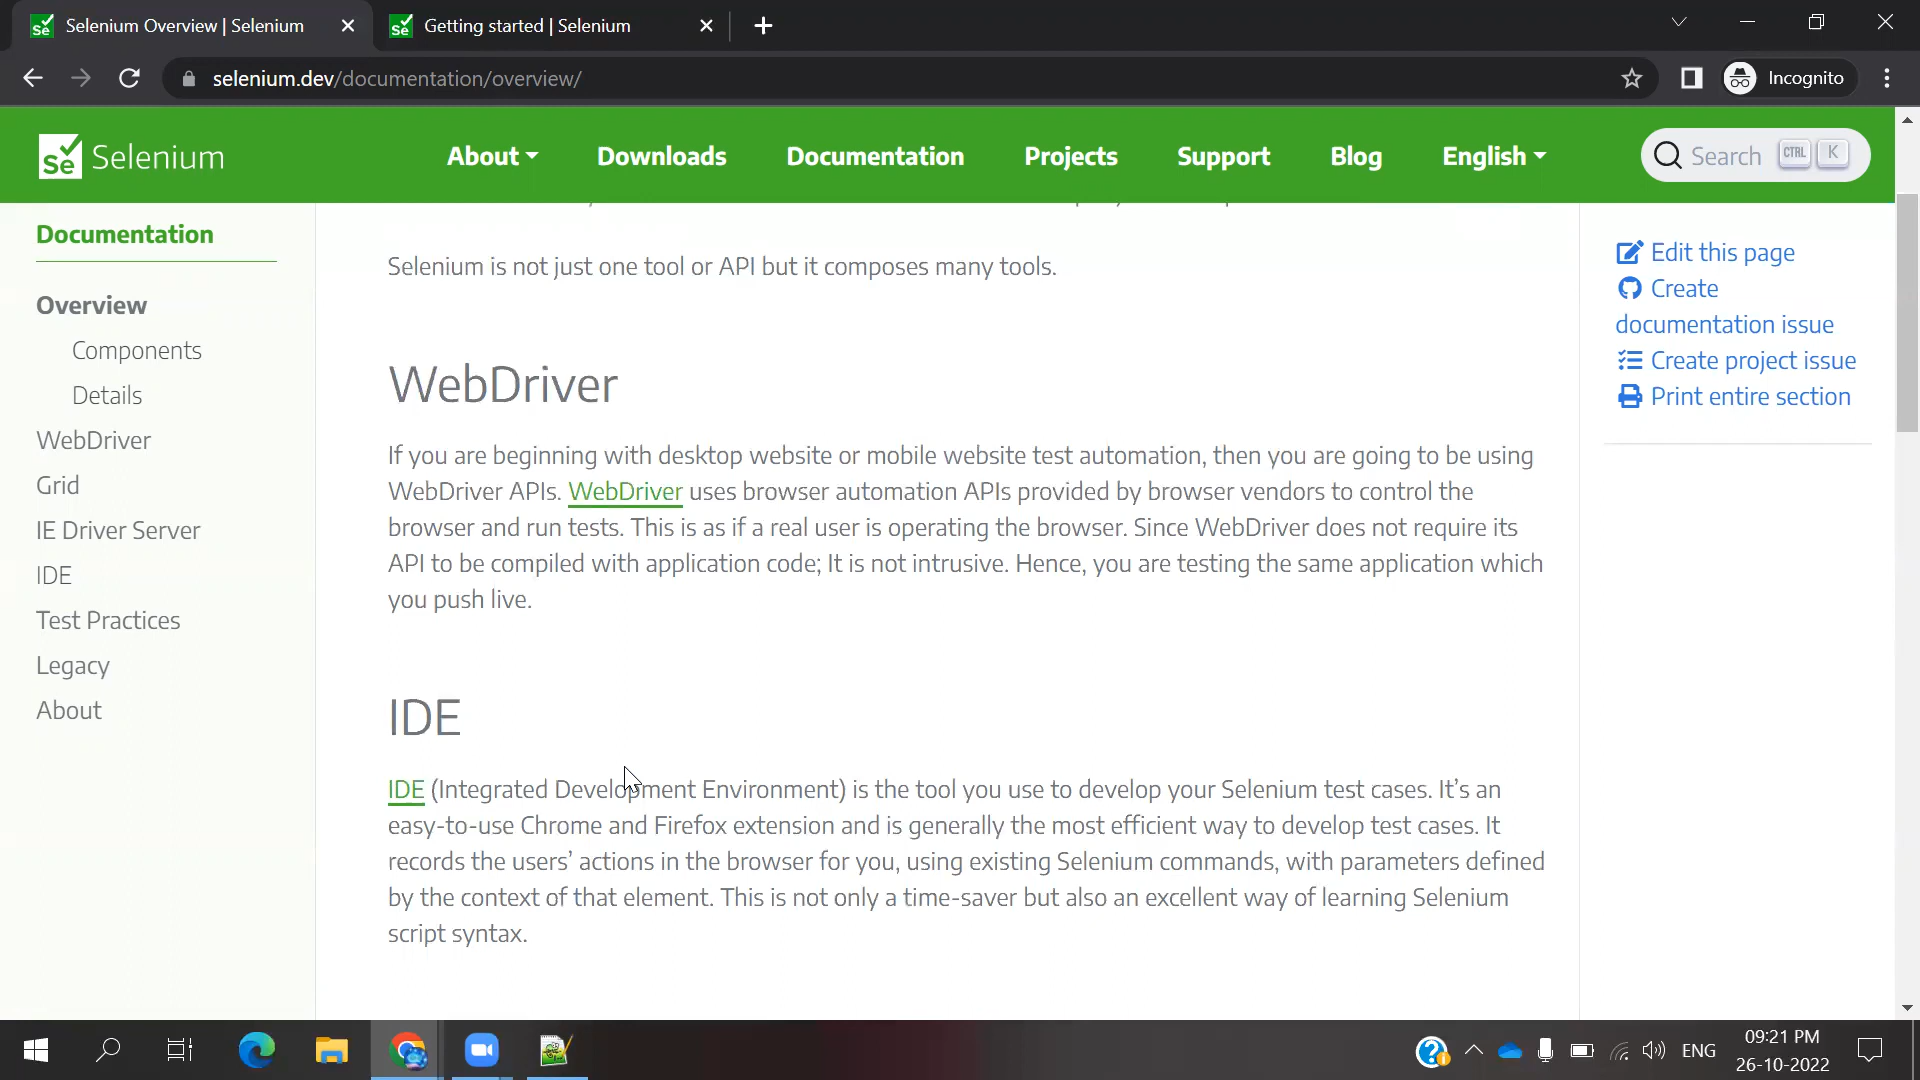 Selenium Overview | Selenium
Getting started | Selenium
selenium.dev/documentation/overview/
Incognito
Se Selenium
About
Downloads
Documentation
Projects
Support
Blog
English
Search CTRL K
Documentation
Overview
Components
Details
WebDriver
Grid
IE Driver Server
IDE
Test Practices
Legacy
About
Selenium is not just one tool or API but it composes many tools.
WebDriver
If you are beginning with desktop website or mobile website test automation, then you are going to be using
WebDriver APIs. WebDriver uses browser automation APIs provided by browser vendors to control the
browser and run tests. This is as if a real user is operating the browser. Since WebDriver does not require its
API to be compiled with application code; It is not intrusive. Hence, you are testing the same application which
you push live.
IDE
IDE (Integrated Development Environment) is the tool you use to develop your Selenium test cases. It’s an
easy-to-use Chrome and Firefox extension and is generally the most efficient way to develop test cases. It
records the users’ actions in the browser for you, using existing Selenium commands, with parameters defined
by the context of that element. This is not only a time-saver but also an excellent way of learning Selenium
script syntax.
Edit this page
Create
documentation issue
Create project issue
Print entire section
ENG
09:21 PM
26-10-2022